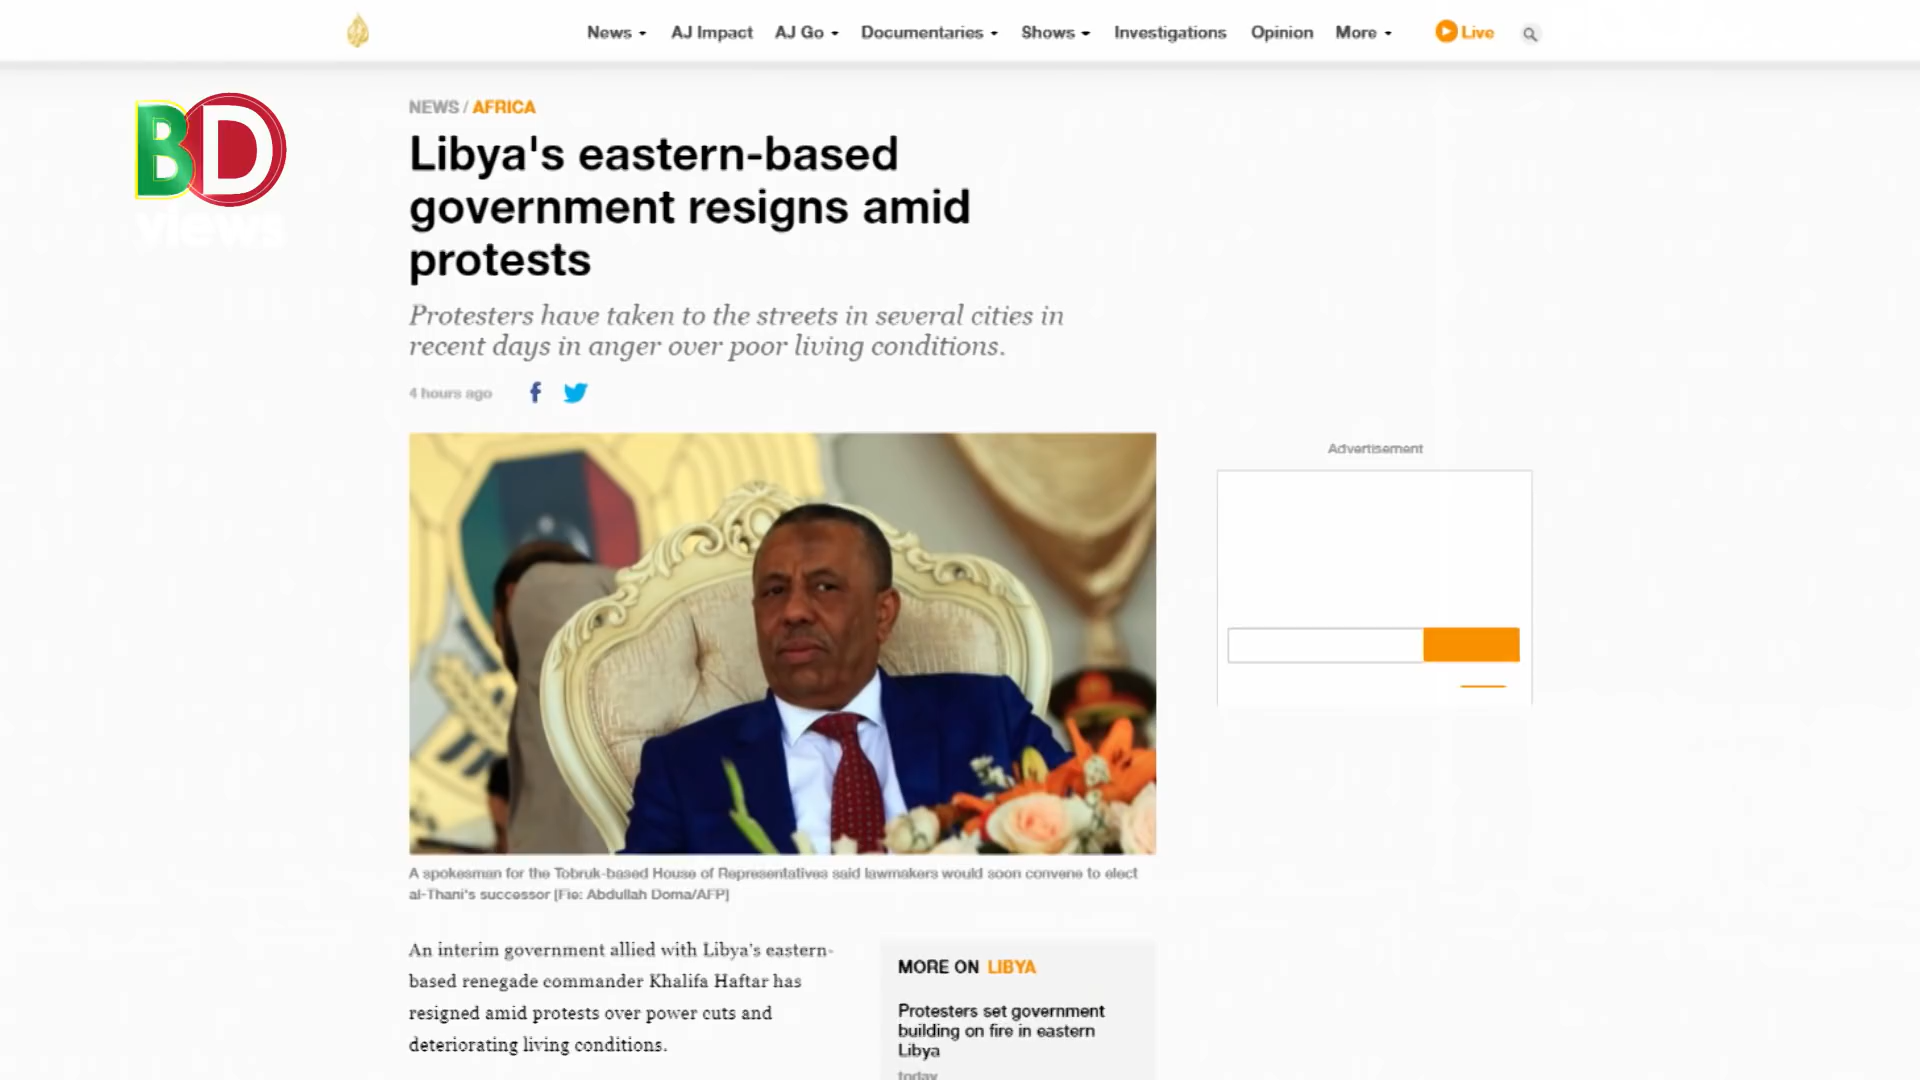 News AJ Impact AJ Go Documentaries Shows Investigations Opinion More Live
BD
views
NEWS / AFRICA
Libya's eastern-based
government resigns amid
protests
Protesters have taken to the streets in several cities in
recent days in anger over poor living conditions.
4 hours ago
Advertisement
A spokesman for the Tobruk-based House of Representatives said lawmakers would soon convene to elect
al-Thani's successor [Fie: Abdullah Doma/AFP]
An interim government allied with Libya's eastern-
based renegade commander Khalifa Haftar has
resigned amid protests over power cuts and
deteriorating living conditions.
MORE ON LIBYA
Protesters set government
building on fire in eastern
Libya
today